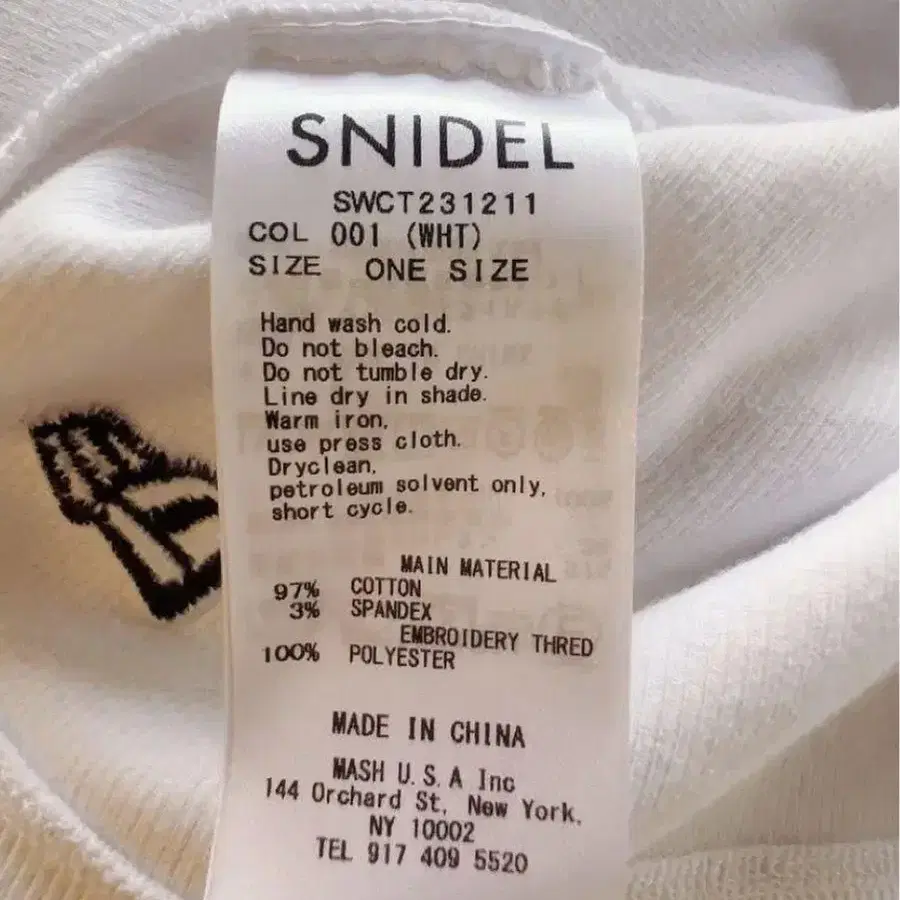 SNIDEL
SWCT231211
COL 001 (WHT)
SIZE ONE SIZE
Hand wash cold.
Do not bleach.
Do not tumble dry.
Line dry in shade.
Warm iron,
use press cloth.
Dryclean,
petroleum solvent only,
short cycle.
MAIN MATERIAL
97% COTTON
3% SPANDEX
EMBROIDERY THRED
100% POLYESTER
MADE IN CHINA
MASH U.S.A Inc
144 Orchard St, New York,
NY 10002
TEL 917 409 5520